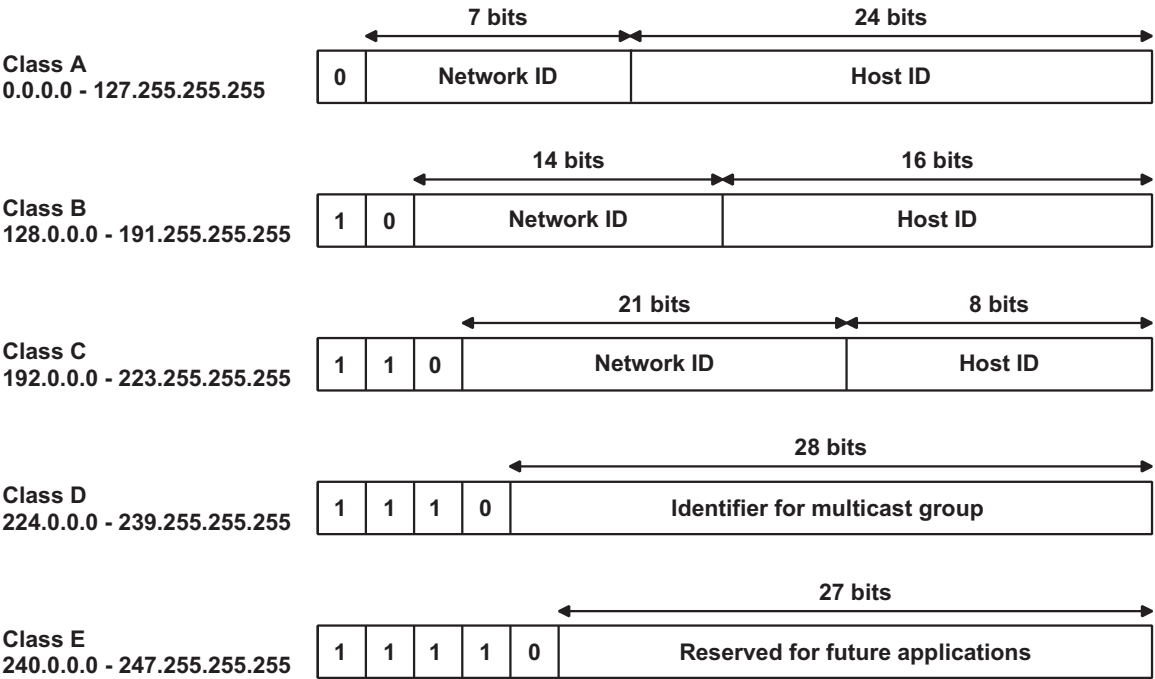 7 bits 24 bits
Class A
0.0.0.0 - 127.255.255.255
0 Network ID Host ID
14 bits 16 bits
Class B
128.0.0.0 - 191.255.255.255
1 0 Network ID Host ID
21 bits 8 bits
Class C
192.0.0.0 - 223.255.255.255
1 1 0 Network ID Host ID
28 bits
Class D
224.0.0.0 - 239.255.255.255
1 1 1 0 Identifier for multicast group
27 bits
Class E
240.0.0.0 - 247.255.255.255
1 1 1 1 0 Reserved for future applications